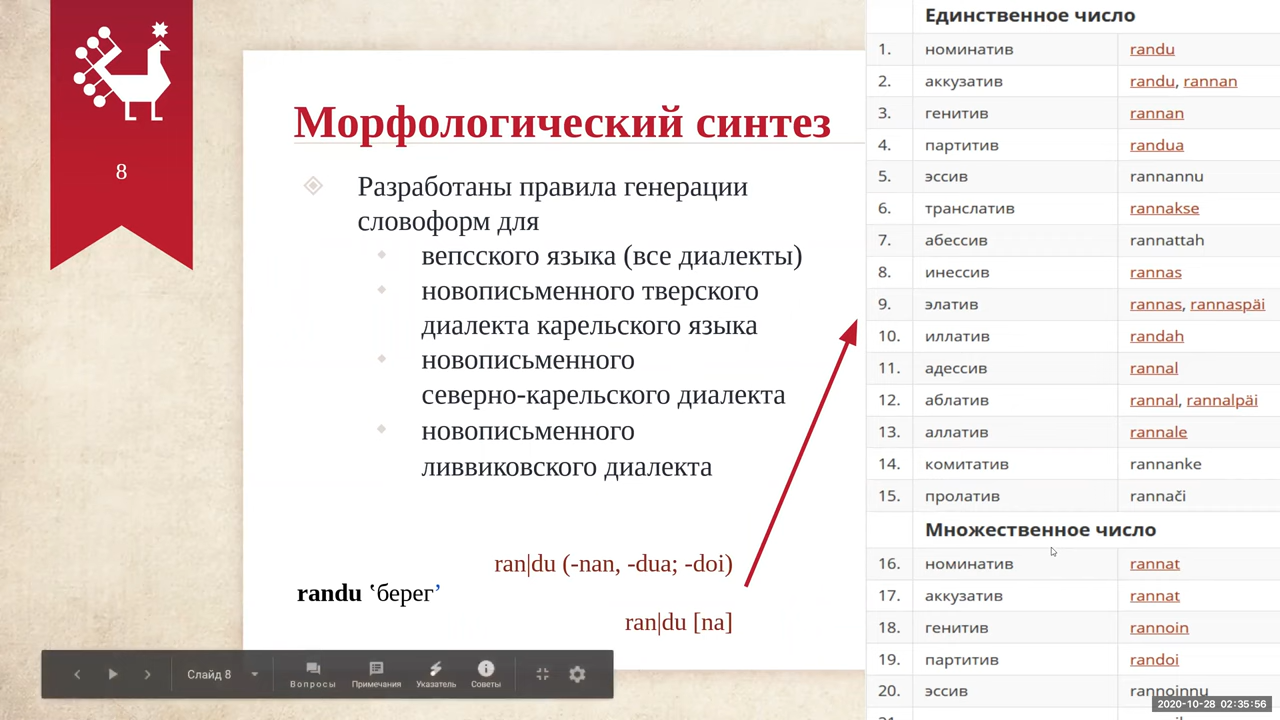 8
Морфологический синтез
Разработаны правила генерации
словоформ для
вепсского языка (все диалекты)
новописьменного тверского
диалекта карельского языка
новописьменного
северно-карельского диалекта
новописьменного
ливвиковского диалекта
ran|du (-nan, -dua; -doi)
randu ‛берег’
ran|du [na]
Слайд 8
Вопросы
Примечания
Указатель
Советы
Единственное число
1. номинатив randu
2. аккузатив randu, rannan
3. генитив rannan
4. партитив randua
5. эссив rannannu
6. транслатив rannakse
7. абессив rannattah
8. инессив rannas
9. элатив rannas, rannaspäi
10. иллатив randah
11. адессив rannal
12. аблатив rannal, rannalpäi
13. аллатив rannale
14. комитатив rannanke
15. пролатив rannači
Множественное число
16. номинатив rannat
17. аккузатив rannat
18. генитив rannoin
19. партитив randoi
20. эссив rannoinnu
2020-10-28 02:35:56